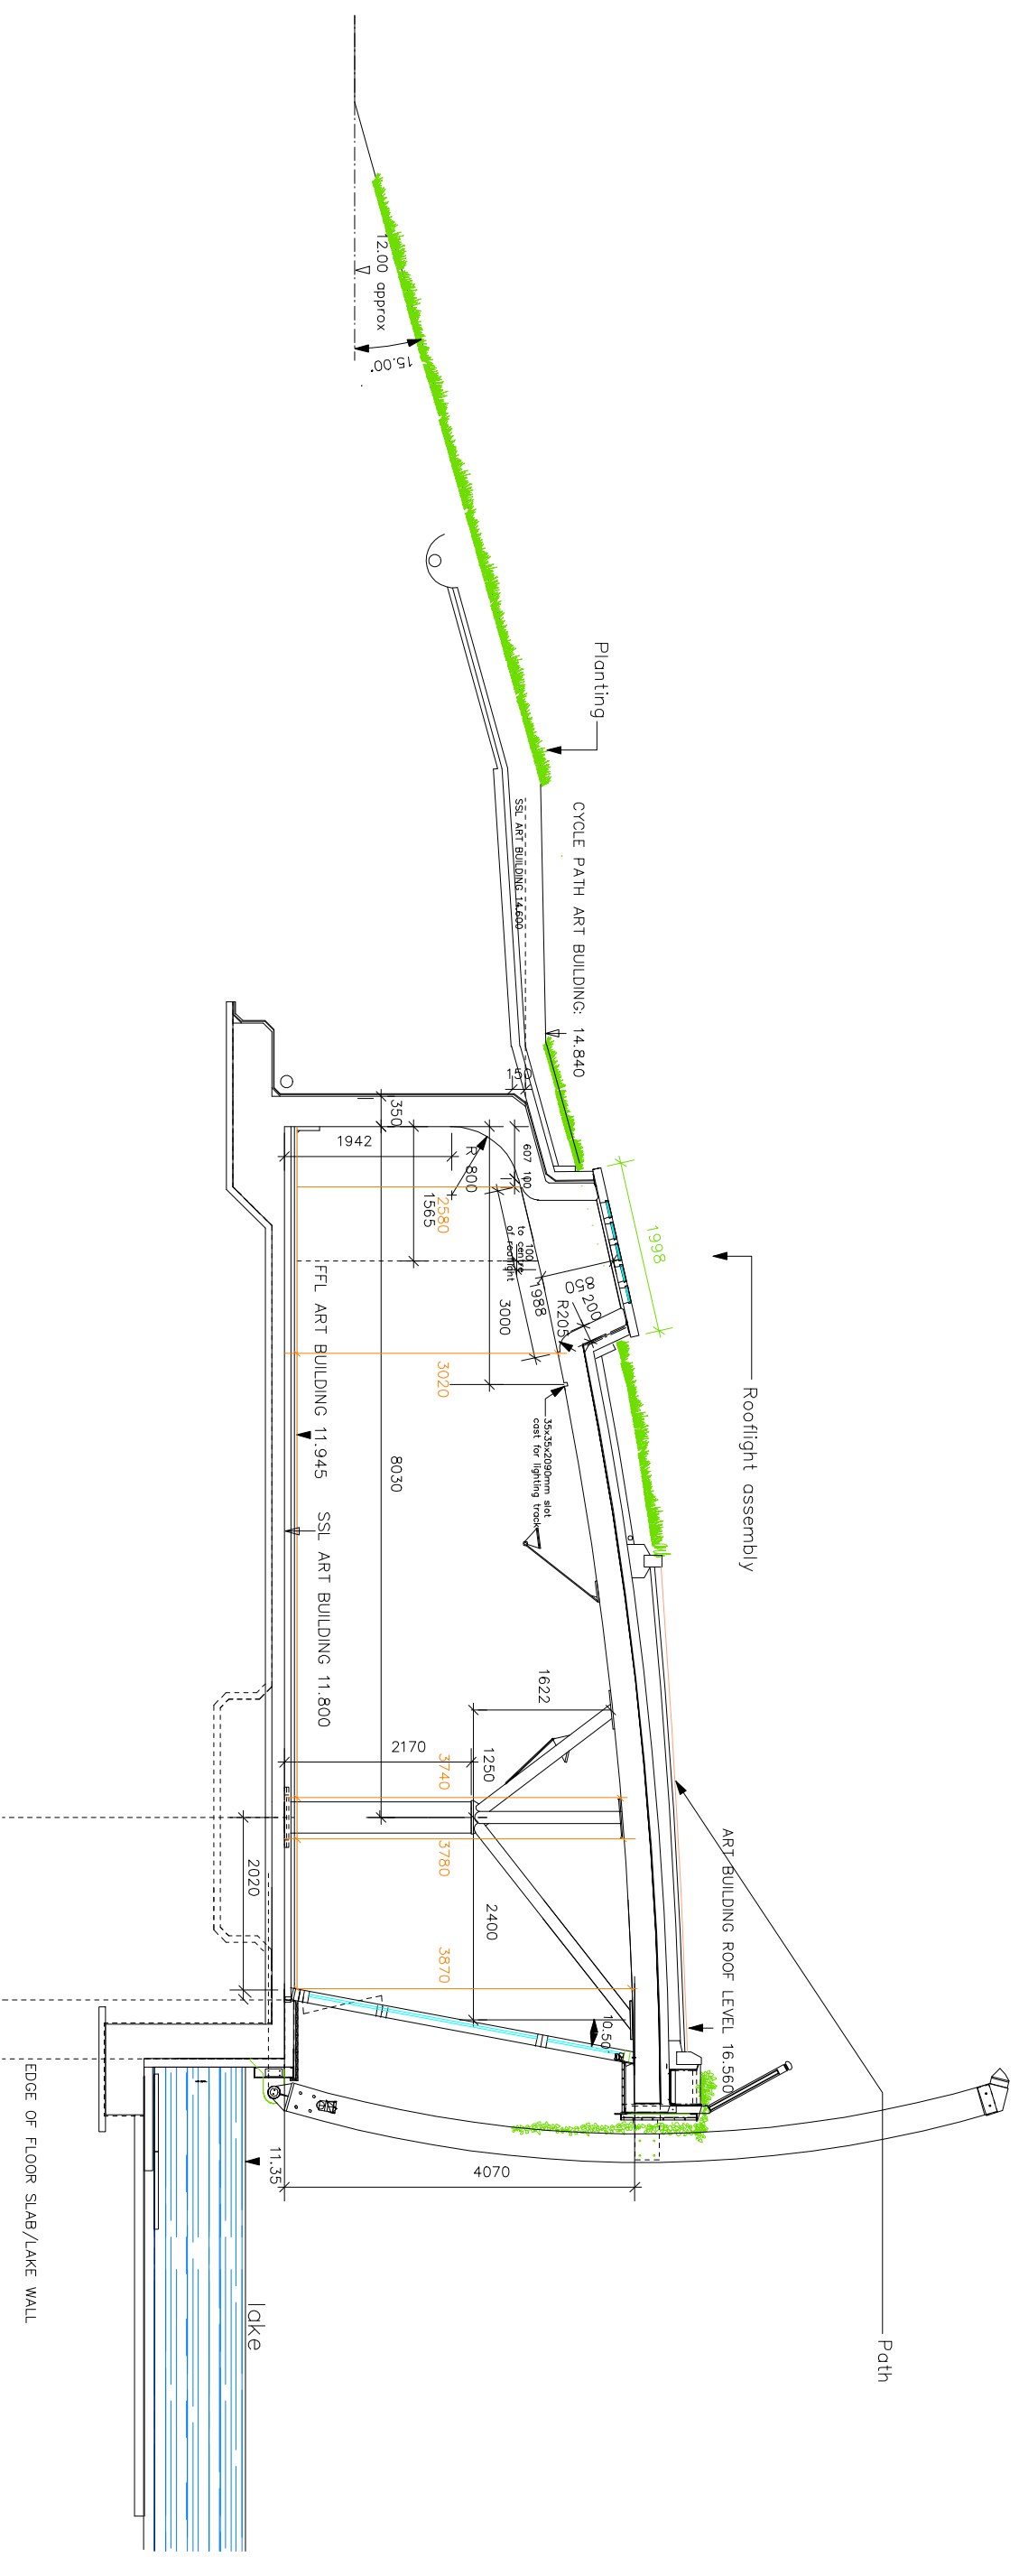 12.00 approx
15.00°
Planting
CYCLE PATH ART BUILDING: 14.840
SSL ART BUILDING 14.600
150
350
1942
R 800
607
100
2580
1565
100
to centre
of rooflight
1988
3000
3020
1998
850
200
R205
Rooflight assembly
35x35x2090mm slot
cast for lighting track
FFL ART BUILDING 11.945
SSL ART BUILDING 11.800
8030
1622
2170
1250
3740
3780
2400
3870
2020
10.50
ART BUILDING ROOF LEVEL 16.560
Path
4070
11.35
lake
EDGE OF FLOOR SLAB/LAKE WALL